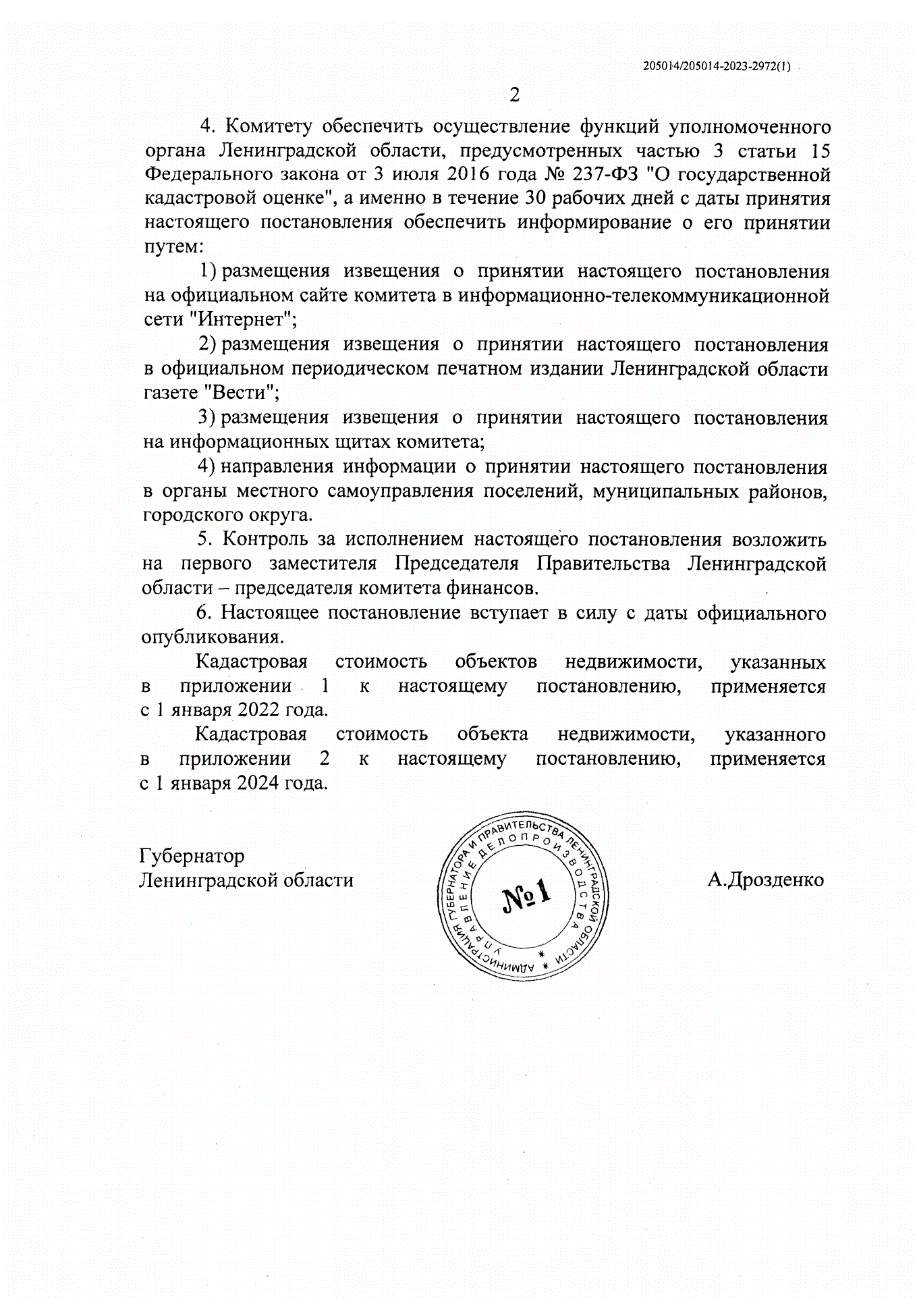 205014/205014-2023-2972(1)
2
4. Комитету обеспечить осуществление функций уполномоченного
органа Ленинградской области, предусмотренных частью 3 статьи 15
Федерального закона от 3 июля 2016 года № 237-ФЗ "О государственной
кадастровой оценке", а именно в течение 30 рабочих дней с даты принятия
настоящего постановления обеспечить информирование о его принятии
путем:
1) размещения извещения о принятии настоящего постановления
на официальном сайте комитета в информационно-телекоммуникационной
сети "Интернет";
2) размещения извещения о принятии настоящего постановления
в официальном периодическом печатном издании Ленинградской области
газете "Вести";
3) размещения извещения о принятии настоящего постановления
на информационных щитах комитета;
4) направления информации о принятии настоящего постановления
в органы местного самоуправления поселений, муниципальных районов,
городского округа.
5. Контроль за исполнением настоящего постановления возложить
на первого заместителя Председателя Правительства Ленинградской
области – председателя комитета финансов.
6. Настоящее постановление вступает в силу с даты официального
опубликования.
Кадастровая стоимость объектов недвижимости, указанных
в приложении 1 к настоящему постановлению, применяется
с 1 января 2022 года.
Кадастровая стоимость объекта недвижимости, указанного
в приложении 2 к настоящему постановлению, применяется
с 1 января 2024 года.
Губернатор
Ленинградской области
А.Дрозденко
АДМИНИСТРАЦИЯ ГУБЕРНАТОРА И ПРАВИТЕЛЬСТВА ЛЕНИНГРАДСКОЙ ОБЛАСТИ *
УПРАВЛЕНИЕ ДЕЛОПРОИЗВОДСТВА *
№1